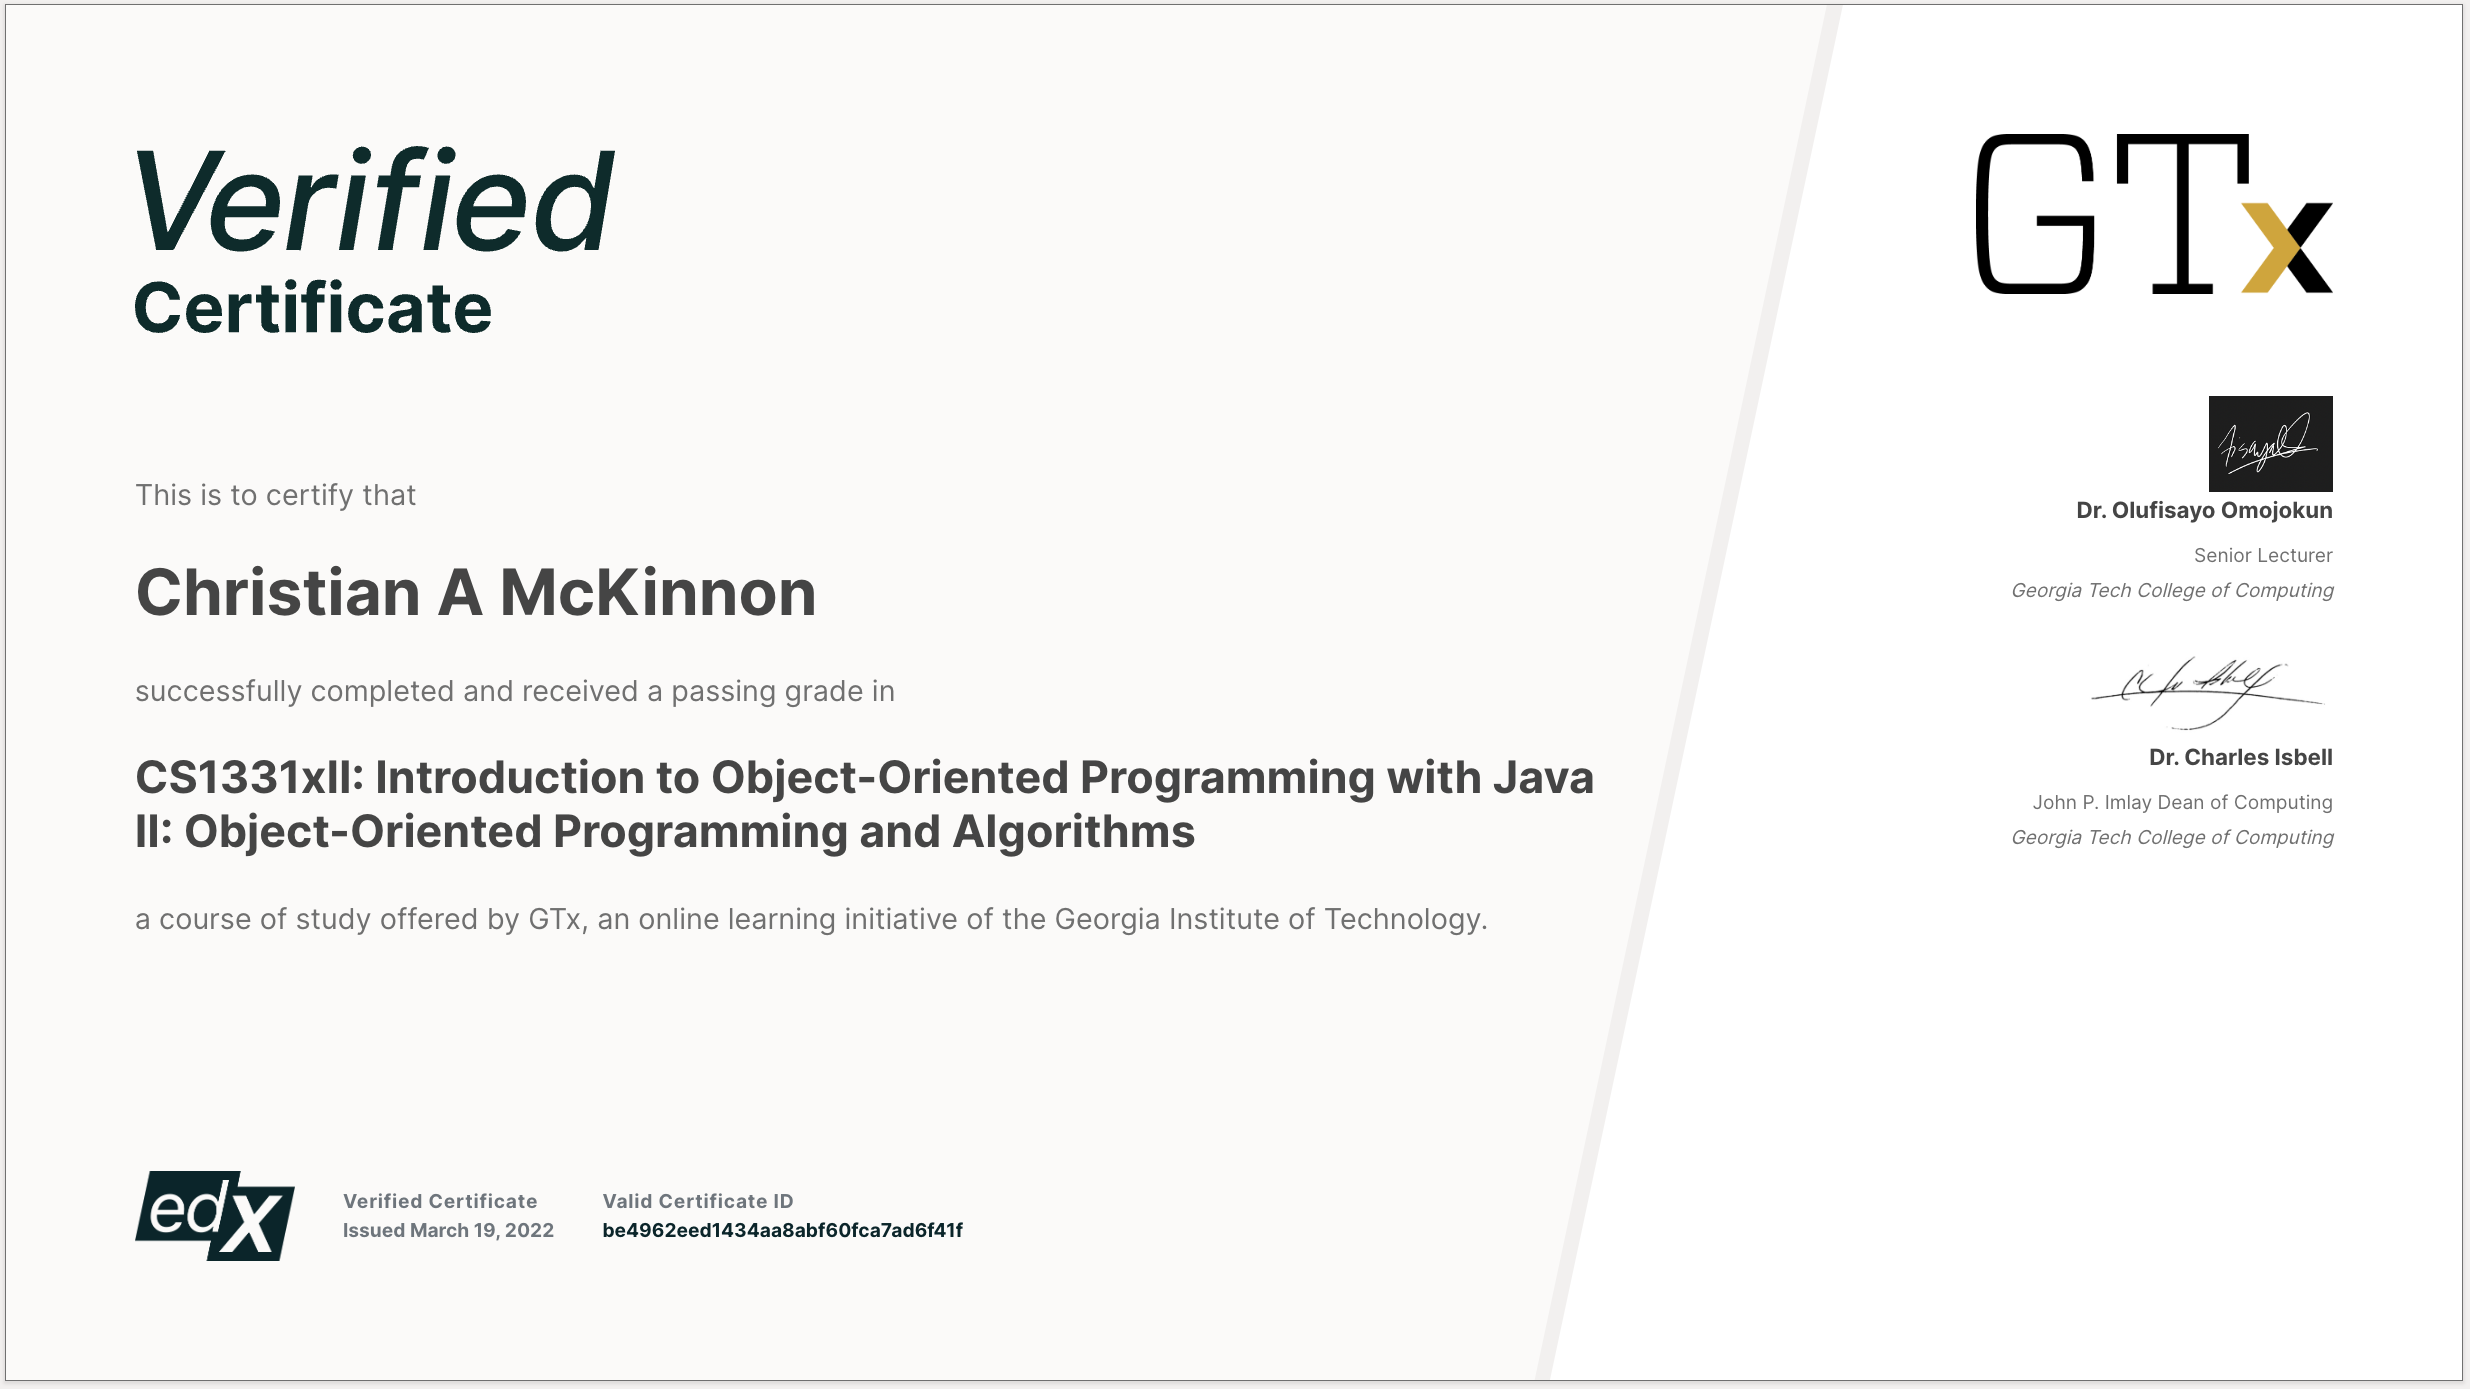 Verified
Certificate
This is to certify that
Christian A McKinnon
successfully completed and received a passing grade in
CS1331xII: Introduction to Object-Oriented Programming with Java
II: Object-Oriented Programming and Algorithms
a course of study offered by GTx, an online learning initiative of the Georgia Institute of Technology.
edX
Verified Certificate
Issued March 19, 2022
Valid Certificate ID
be4962eed1434aa8abf60fca7ad6f41f
GTx
Dr. Olufisayo Omojokun
Senior Lecturer
Georgia Tech College of Computing
Dr. Charles Isbell
John P. Imlay Dean of Computing
Georgia Tech College of Computing